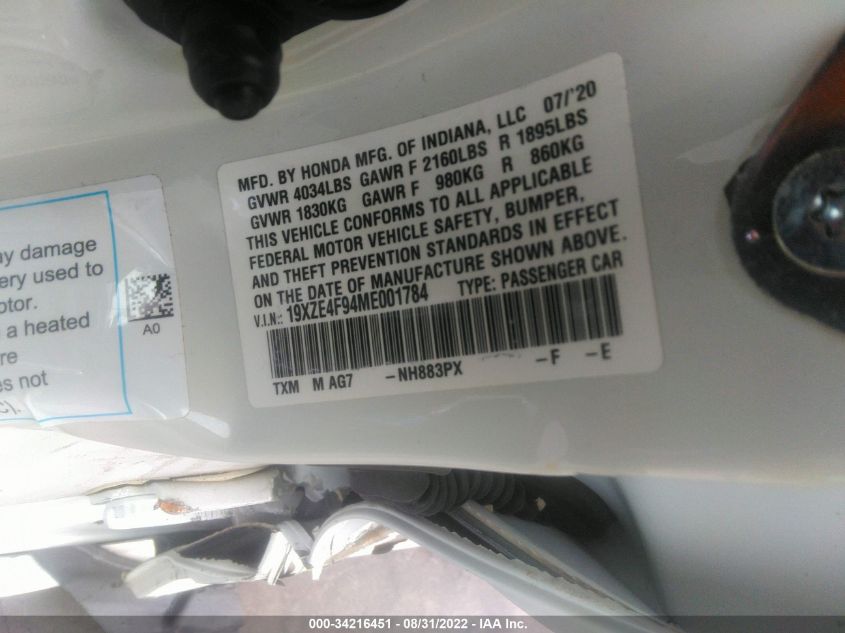 MFD. BY HONDA MFG. OF INDIANA, LLC 07/'20
GVWR 4034LBS GAWR F 2160LBS R 1895LBS
GVWR 1830KG GAWR F 980KG R 860KG
THIS VEHICLE CONFORMS TO ALL APPLICABLE
FEDERAL MOTOR VEHICLE SAFETY, BUMPER,
AND THEFT PREVENTION STANDARDS IN EFFECT
ON THE DATE OF MANUFACTURE SHOWN ABOVE.
V.I.N.: 19XZE4F94ME001784 TYPE: PASSENGER CAR
TXM M AG7 -NH883PX -F -E
ay damage
ery used to
otor.
a heated
re
es not
C).
A0
000-34216451 - 08/31/2022 - IAA Inc.